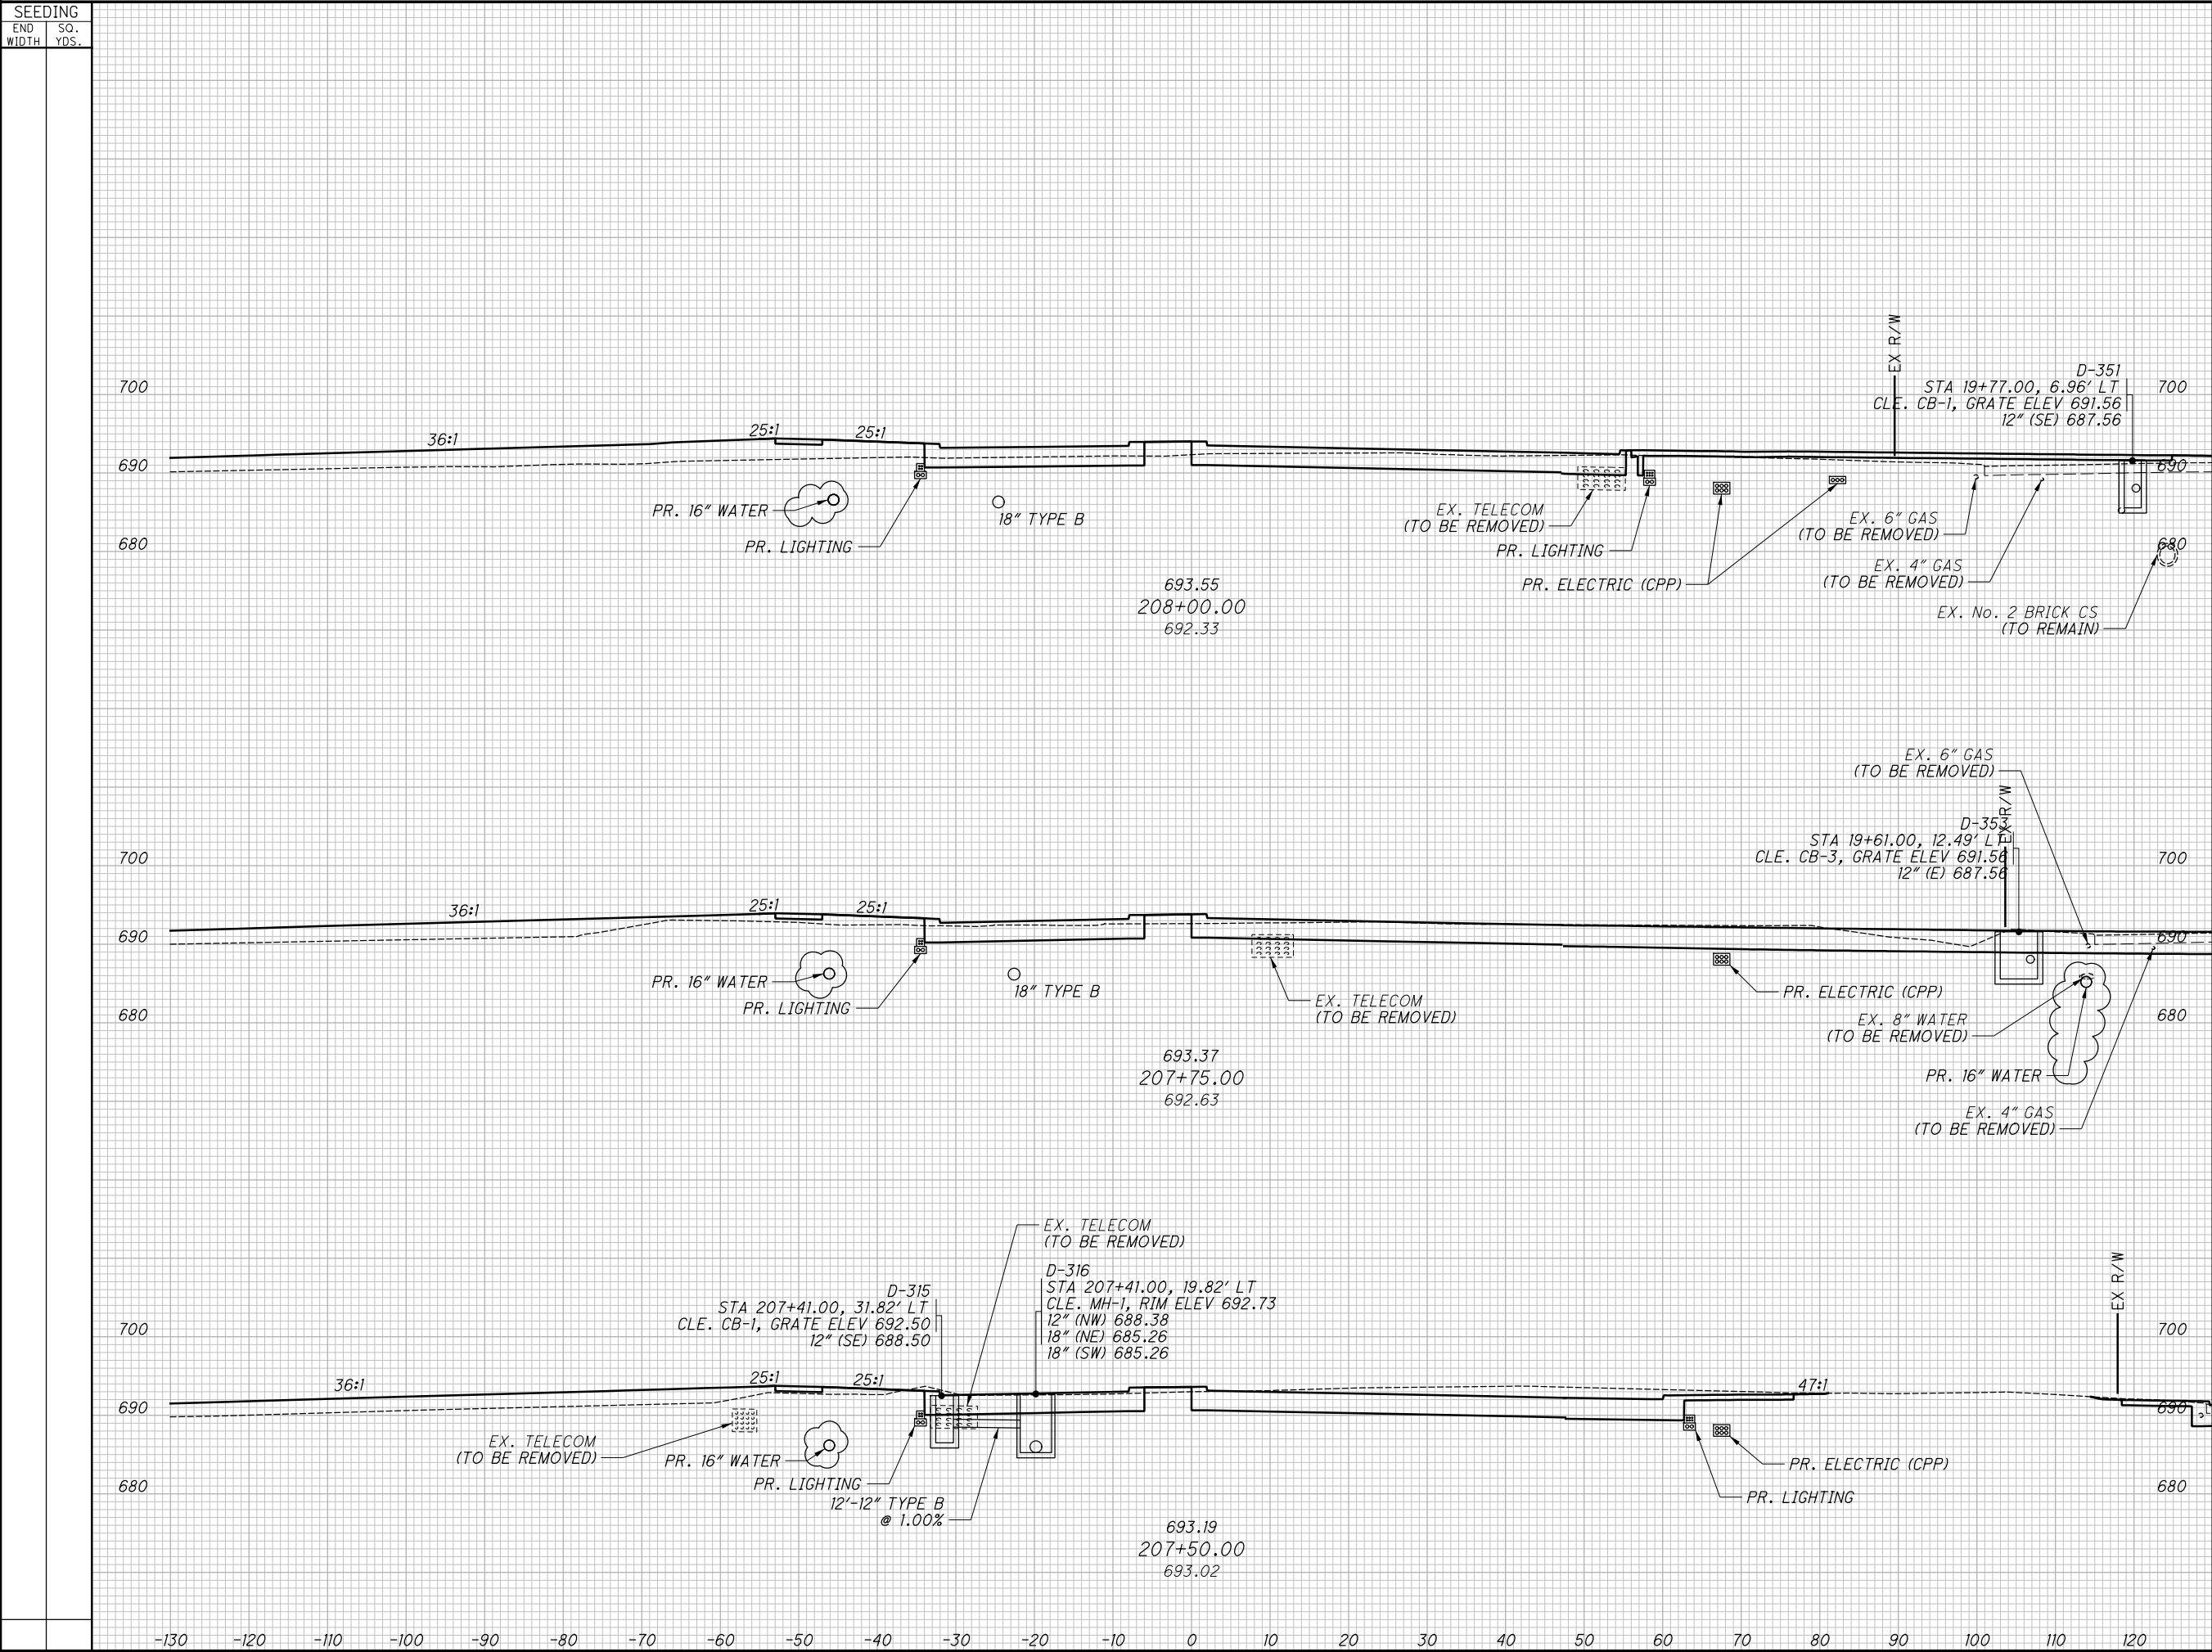 SEEDING
END WIDTH
SQ. YDS.
EX R/W
D-351
STA 19+77.00, 6.96' LT
CLE. CB-1, GRATE ELEV 691.56
12" (SE) 687.56
700
700
36:1
25:1
25:1
690
690
PR. 16" WATER
18" TYPE B
PR. LIGHTING
EX. TELECOM
(TO BE REMOVED)
PR. LIGHTING
PR. ELECTRIC (CPP)
EX. 6" GAS
(TO BE REMOVED)
EX. 4" GAS
(TO BE REMOVED)
EX. No. 2 BRICK CS
(TO REMAIN)
680
680
693.55
208+00.00
692.33
EX. 6" GAS
(TO BE REMOVED)
EX R/W
D-353
STA 19+61.00, 12.49' LT
CLE. CB-3, GRATE ELEV 691.56
12" (E) 687.56
700
700
36:1
25:1
25:1
690
690
PR. 16" WATER
18" TYPE B
PR. LIGHTING
EX. TELECOM
(TO BE REMOVED)
PR. ELECTRIC (CPP)
EX. 8" WATER
(TO BE REMOVED)
PR. 16" WATER
EX. 4" GAS
(TO BE REMOVED)
680
680
693.37
207+75.00
692.63
EX. TELECOM
(TO BE REMOVED)
D-315
STA 207+41.00, 31.82' LT
CLE. CB-1, GRATE ELEV 692.50
12" (SE) 688.50
D-316
STA 207+41.00, 19.82' LT
CLE. MH-1, RIM ELEV 692.73
12" (NW) 688.38
18" (NE) 685.26
18" (SW) 685.26
EX R/W
700
700
36:1
25:1
25:1
47:1
690
690
EX. TELECOM
(TO BE REMOVED)
PR. 16" WATER
PR. LIGHTING
12'-12" TYPE B
@ 1.00%
PR. ELECTRIC (CPP)
PR. LIGHTING
680
680
693.19
207+50.00
693.02
-130 -120 -110 -100 -90 -80 -70 -60 -50 -40 -30 -20 -10 0 10 20 30 40 50 60 70 80 90 100 110 120